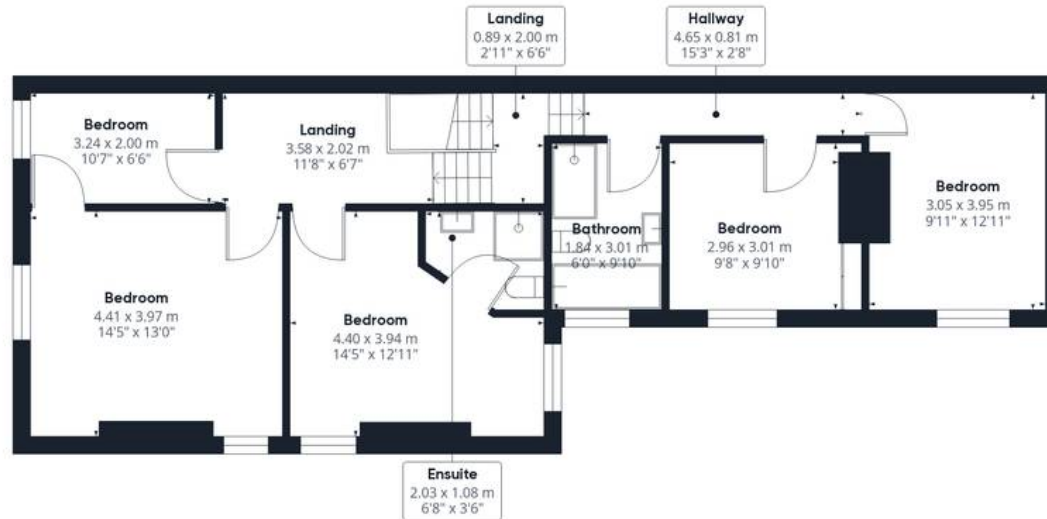 Landing
0.89 x 2.00 m
2'11" x 6'6"
Hallway
4.65 x 0.81 m
15'3" x 2'8"
Bedroom
3.24 x 2.00 m
10'7" x 6'6"
Landing
3.58 x 2.02 m
11'8" x 6'7"
Bedroom
3.05 x 3.95 m
9'11" x 12'11"
Bathroom
1.84 x 3.01 m
6'0" x 9'10"
Bedroom
2.96 x 3.01 m
9'8" x 9'10"
Bedroom
4.41 x 3.97 m
14'5" x 13'0"
Bedroom
4.40 x 3.94 m
14'5" x 12'11"
Ensuite
2.03 x 1.08 m
6'8" x 3'6"